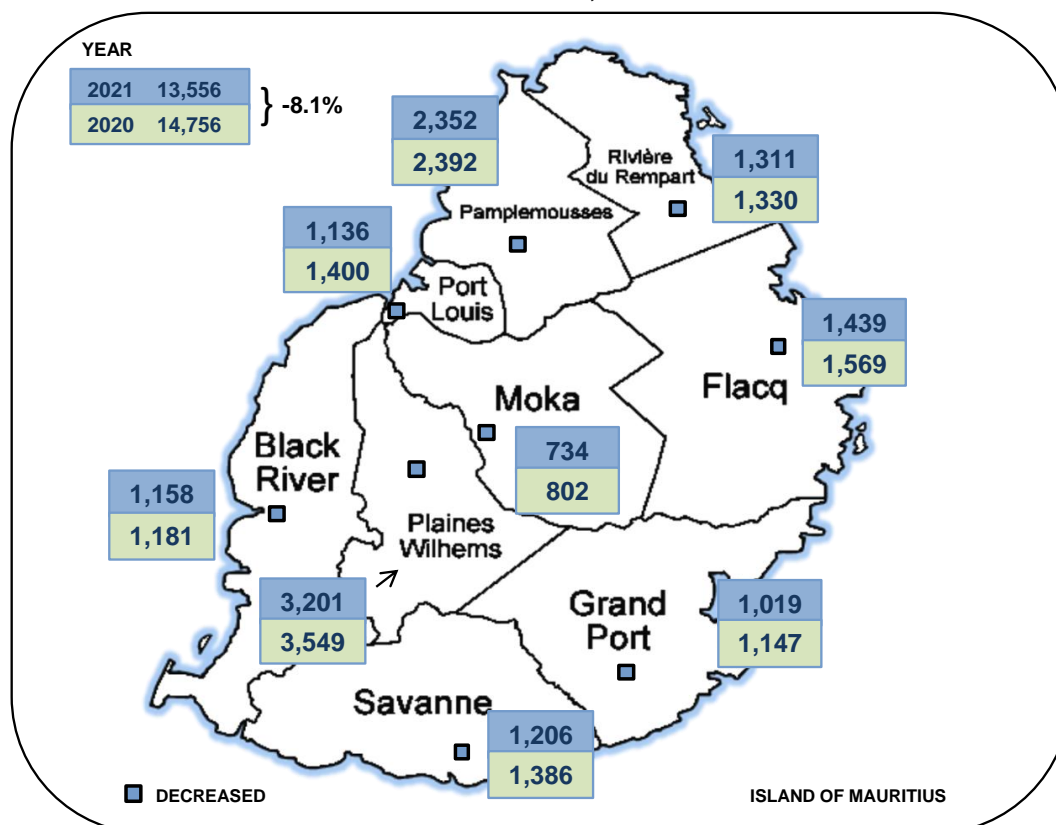 YEAR
2021 13,556
2020 14,756
} -8.1%
2,352
2,392
Rivière
du Rempart
1,311
1,330
Pamplemousses
1,136
1,400
Port
Louis
1,439
1,569
Flacq
Moka
734
802
Black
River
1,158
1,181
Plaines
Wilhems
3,201
3,549
Grand
Port
1,019
1,147
Savanne
1,206
1,386
DECREASED
ISLAND OF MAURITIUS